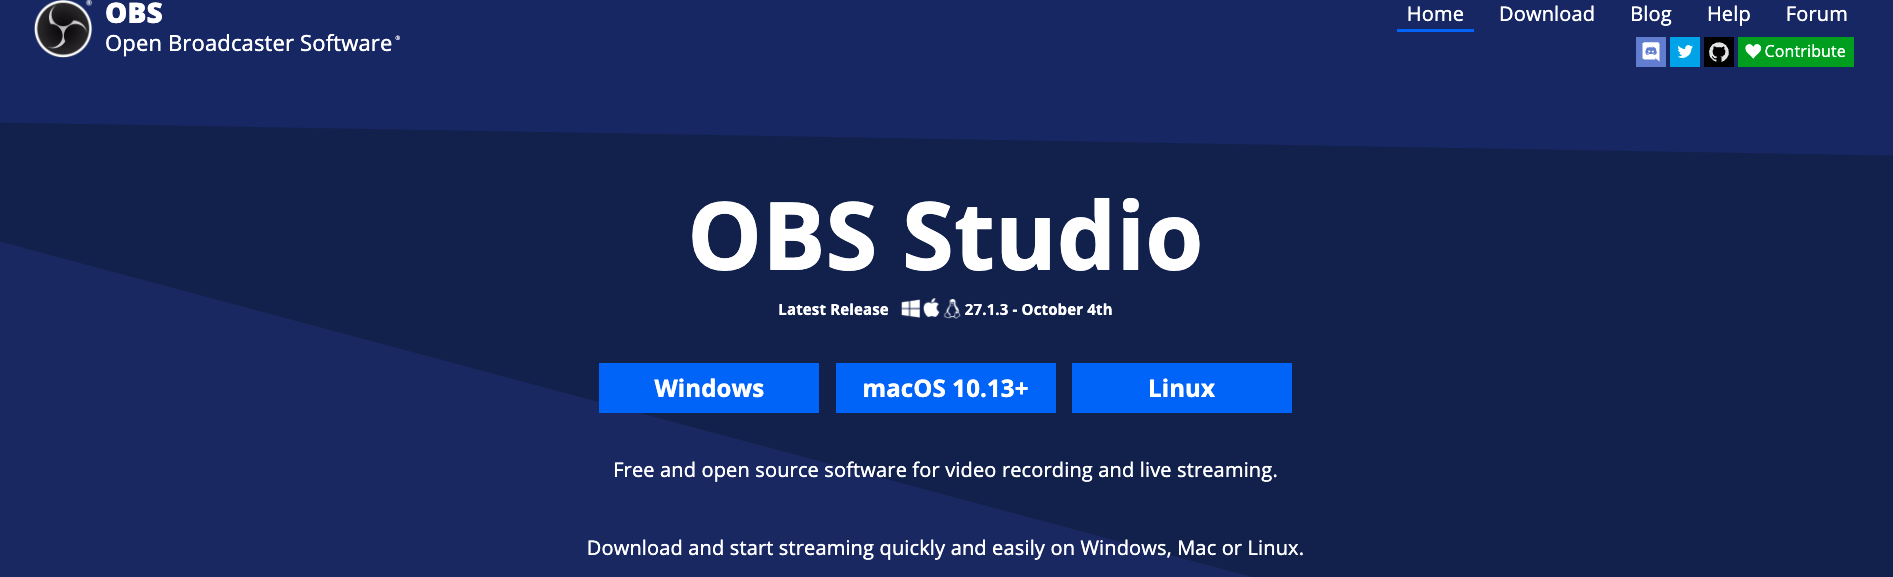 OBS
Open Broadcaster Software®
Home Download Blog Help Forum
Contribute
OBS Studio
Latest Release 27.1.3 - October 4th
Windows macOS 10.13+ Linux
Free and open source software for video recording and live streaming.
Download and start streaming quickly and easily on Windows, Mac or Linux.